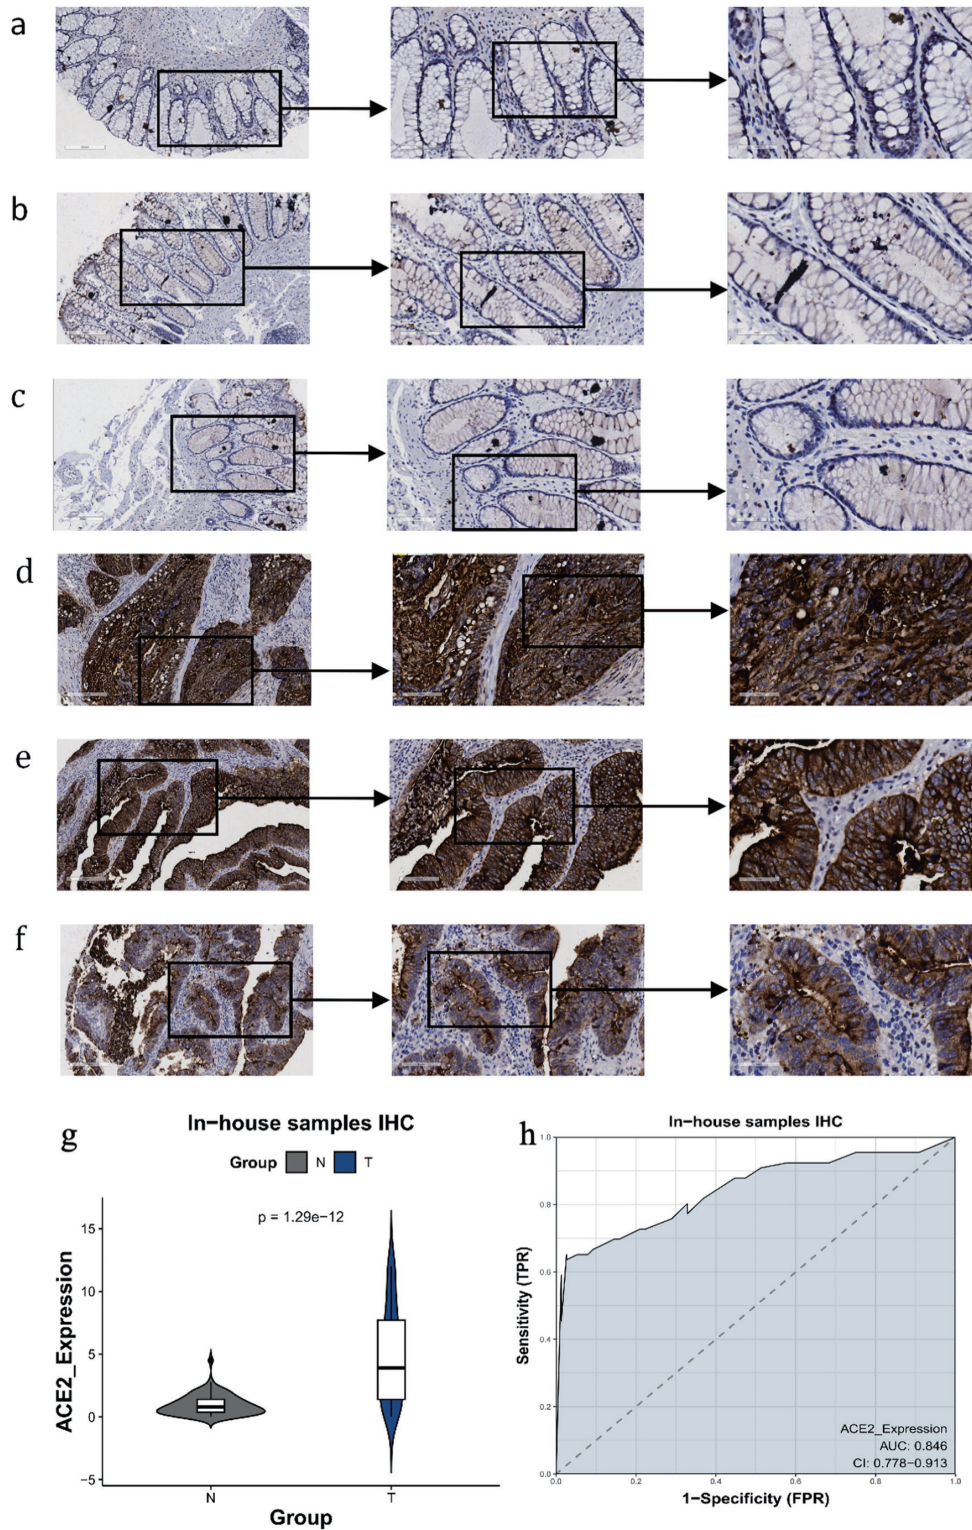 a
b
c
d
e
f
g
In-house samples IHC
Group N T
p = 1.29e-12
15
10
5
0
-5
ACE2_Expression
N T
Group
h
In-house samples IHC
1.0
0.8
0.6
0.4
0.2
0.0
Sensitivity (TPR)
ACE2_Expression
AUC: 0.846
CI: 0.778-0.913
0.0 0.2 0.4 0.6 0.8 1.0
1-Specificity (FPR)